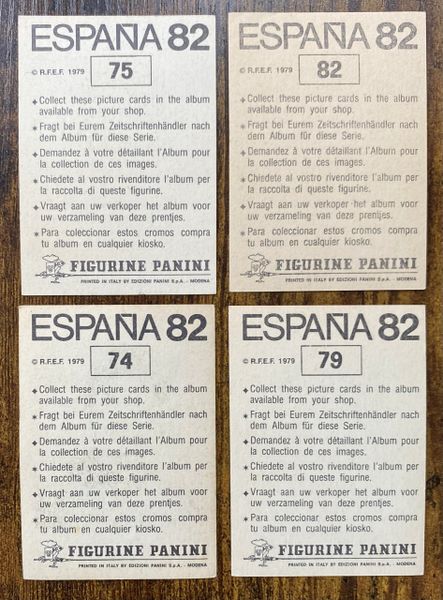 ESPAÑA 82
© R.F.E.F. 1979
75
Collect these picture cards in the album
available from your shop.
Fragt bei Eurem Zeitschriftenhändler nach
dem Album für diese Serie.
Demandez à votre détaillant l'Album pour
la collection de ces images.
Chiedete al vostro rivenditore l'album per
la raccolta di queste figurine.
Vraagt aan uw verkoper het album voor
uw verzameling van deze prentjes.
Para coleccionar estos cromos compra
tu album en cualquier kiosko.
FIGURINE PANINI
PRINTED IN ITALY BY EDIZIONI PANINI S.p.A. - MODENA
ESPAÑA 82
© R.F.E.F. 1979
82
Collect these picture cards in the album
available from your shop.
Fragt bei Eurem Zeitschriftenhändler nach
dem Album für diese Serie.
Demandez à votre détaillant l'Album pour
la collection de ces images.
Chiedete al vostro rivenditore l'album per
la raccolta di queste figurine.
Vraagt aan uw verkoper het album voor
uw verzameling van deze prentjes.
Para coleccionar estos cromos compra
tu album en cualquier kiosko.
FIGURINE PANINI
PRINTED IN ITALY BY EDIZIONI PANINI S.p.A. - MODENA
ESPAÑA 82
© R.F.E.F. 1979
74
Collect these picture cards in the album
available from your shop.
Fragt bei Eurem Zeitschriftenhändler nach
dem Album für diese Serie.
Demandez à votre détaillant l'Album pour
la collection de ces images.
Chiedete al vostro rivenditore l'album per
la raccolta di queste figurine.
Vraagt aan uw verkoper het album voor
uw verzameling van deze prentjes.
Para coleccionar estos cromos compra
tu album en cualquier kiosko.
FIGURINE PANINI
PRINTED IN ITALY BY EDIZIONI PANINI S.p.A. - MODENA
ESPAÑA 82
© R.F.E.F. 1979
79
Collect these picture cards in the album
available from your shop.
Fragt bei Eurem Zeitschriftenhändler nach
dem Album für diese Serie.
Demandez à votre détaillant l'Album pour
la collection de ces images.
Chiedete al vostro rivenditore l'album per
la raccolta di queste figurine.
Vraagt aan uw verkoper het album voor
uw verzameling van deze prentjes.
Para coleccionar estos cromos compra
tu album en cualquier kiosko.
FIGURINE PANINI
PRINTED IN ITALY BY EDIZIONI PANINI S.p.A. - MODENA